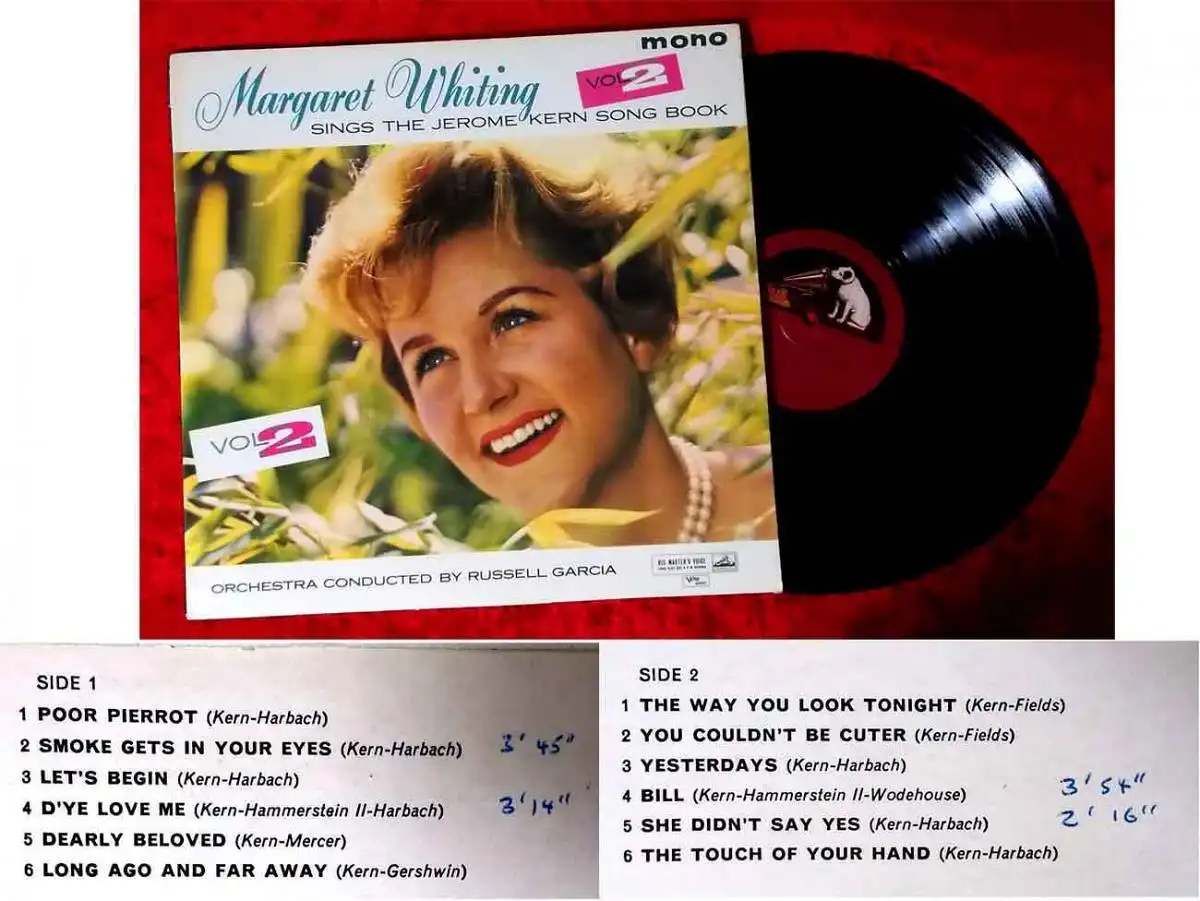 mono
Margaret Whiting VOL 2
SINGS THE JEROME KERN SONG BOOK
VOL 2
ORCHESTRA CONDUCTED BY RUSSELL GARCIA
HIS MASTER'S VOICE
Verve
SIDE 1
1 POOR PIERROT (Kern-Harbach)
2 SMOKE GETS IN YOUR EYES (Kern-Harbach) 3' 45"
3 LET'S BEGIN (Kern-Harbach)
4 D'YE LOVE ME (Kern-Hammerstein II-Harbach) 3' 14"
5 DEARLY BELOVED (Kern-Mercer)
6 LONG AGO AND FAR AWAY (Kern-Gershwin)
SIDE 2
1 THE WAY YOU LOOK TONIGHT (Kern-Fields)
2 YOU COULDN'T BE CUTER (Kern-Fields)
3 YESTERDAYS (Kern-Harbach)
4 BILL (Kern-Hammerstein II-Wodehouse) 3' 54"
5 SHE DIDN'T SAY YES (Kern-Harbach) 2' 16"
6 THE TOUCH OF YOUR HAND (Kern-Harbach)